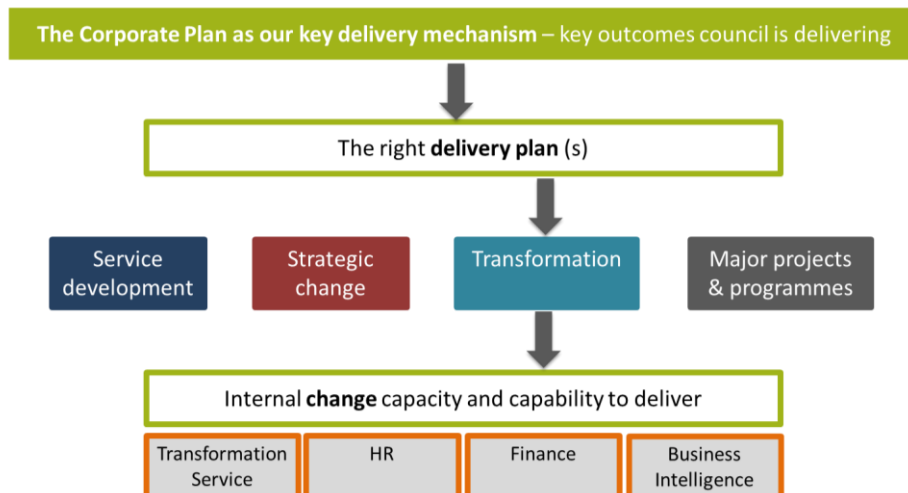 The Corporate Plan as our key delivery mechanism – key outcomes council is delivering
The right delivery plan (s)
Service
development
Strategic
change
Transformation
Major projects
& programmes
Internal change capacity and capability to deliver
Transformation
Service
HR
Finance
Business
Intelligence